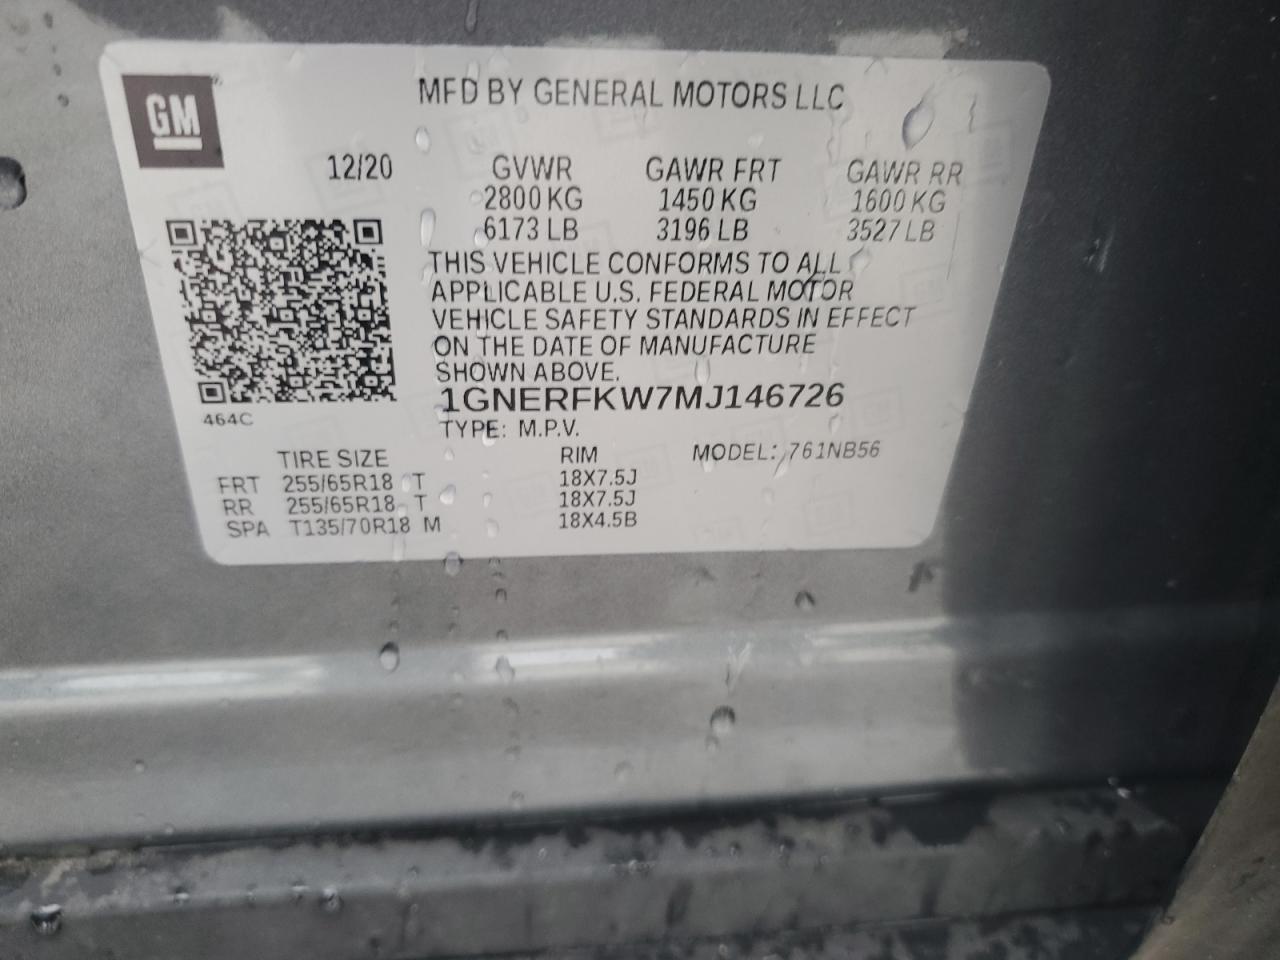 GM
MFD BY GENERAL MOTORS LLC
12/20 GVWR GAWR FRT GAWR RR
2800 KG 1450 KG 1600 KG
6173 LB 3196 LB 3527 LB
THIS VEHICLE CONFORMS TO ALL
APPLICABLE U.S. FEDERAL MOTOR
VEHICLE SAFETY STANDARDS IN EFFECT
ON THE DATE OF MANUFACTURE
SHOWN ABOVE.
1GNERFKW7MJ146726
464C
TYPE: M.P.V.
TIRE SIZE RIM MODEL: 761NB56
FRT 255/65R18 T 18X7.5J
RR 255/65R18 T 18X7.5J
SPA T135/70R18 M 18X4.5B